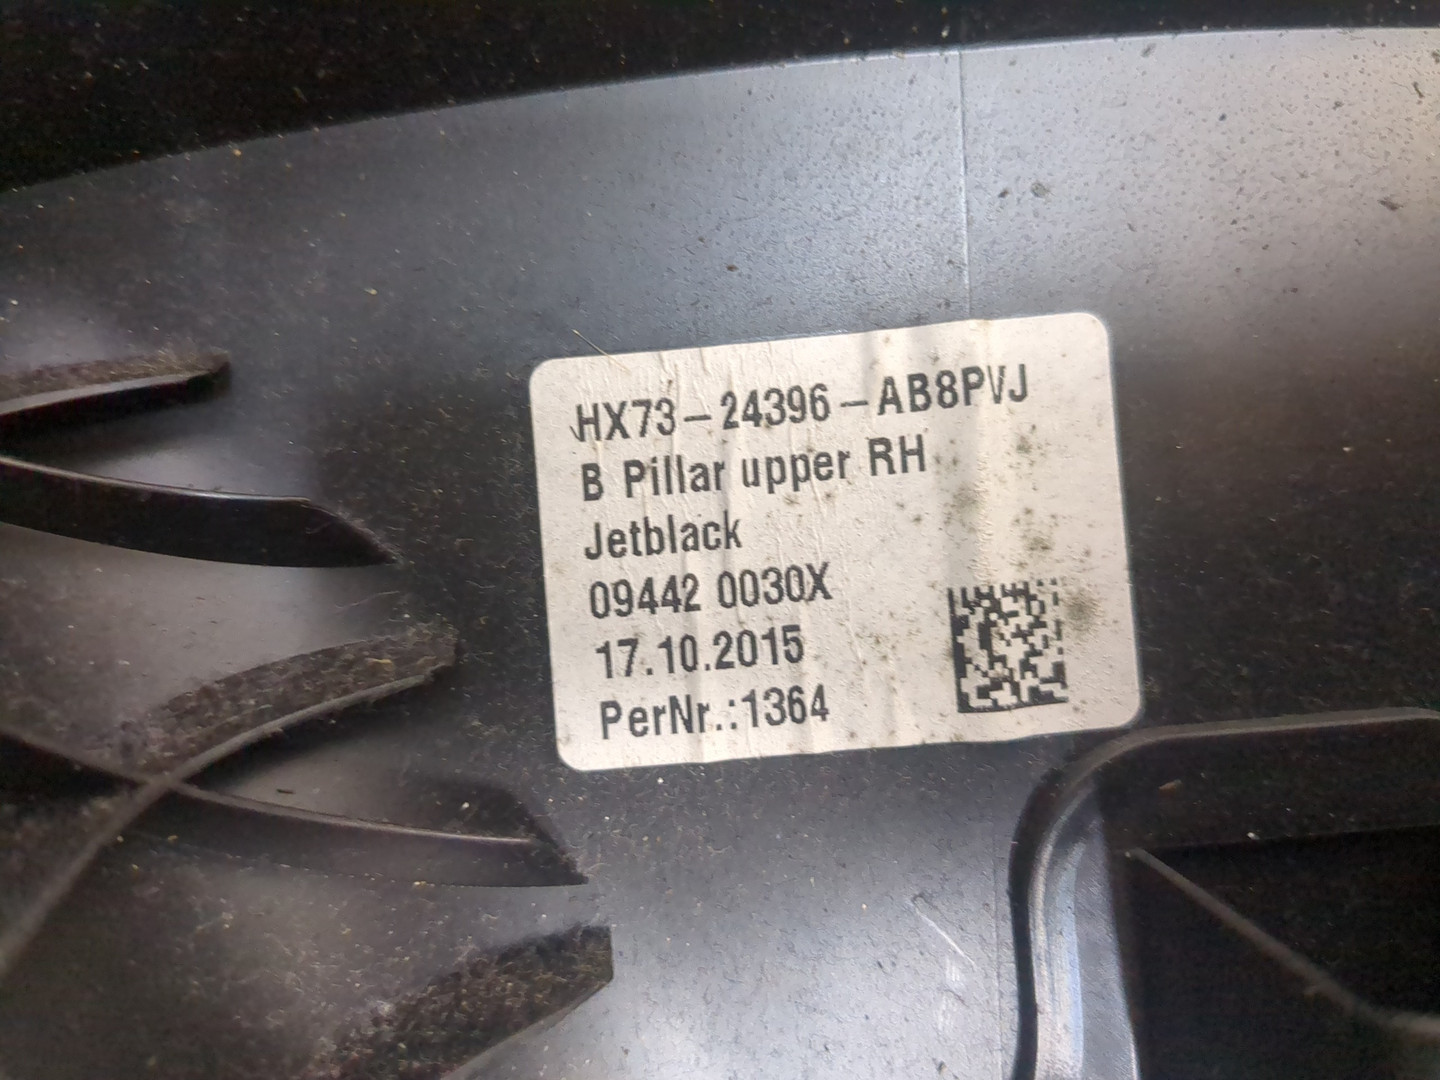 HX73-24396-AB8PVJ
B Pillar upper RH
Jetblack
09442 0030X
17.10.2015
PerNr.:1364